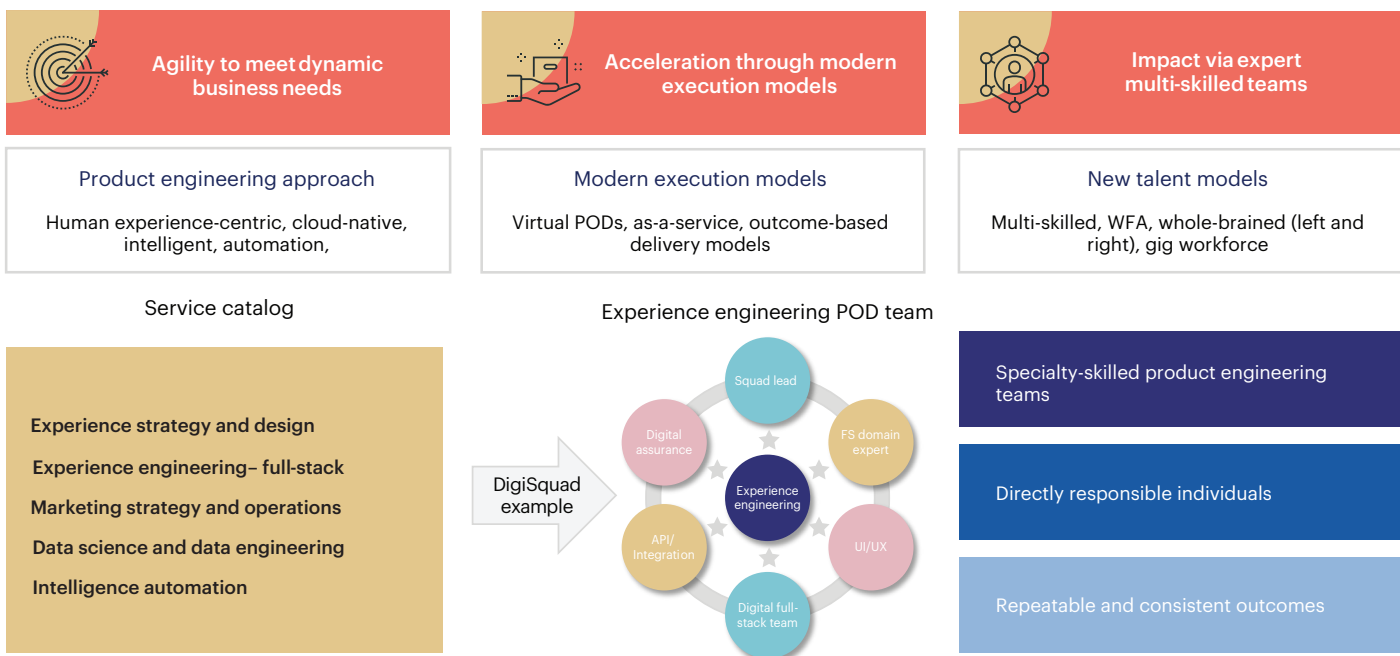 Agility to meet dynamic
business needs
Acceleration through modern
execution models
Impact via expert
multi-skilled teams
Product engineering approach
Human experience-centric, cloud-native,
intelligent, automation,
Modern execution models
Virtual PODs, as-a-service, outcome-based
delivery models
New talent models
Multi-skilled, WFA, whole-brained (left and
right), gig workforce
Service catalog
Experience strategy and design
Experience engineering– full-stack
Marketing strategy and operations
Data science and data engineering
Intelligence automation
DigiSquad
example
Experience engineering POD team
Squad lead
FS domain
expert
UI/UX
Digital full-
stack team
API/
Integration
Digital
assurance
Experience
engineering
Specialty-skilled product engineering
teams
Directly responsible individuals
Repeatable and consistent outcomes